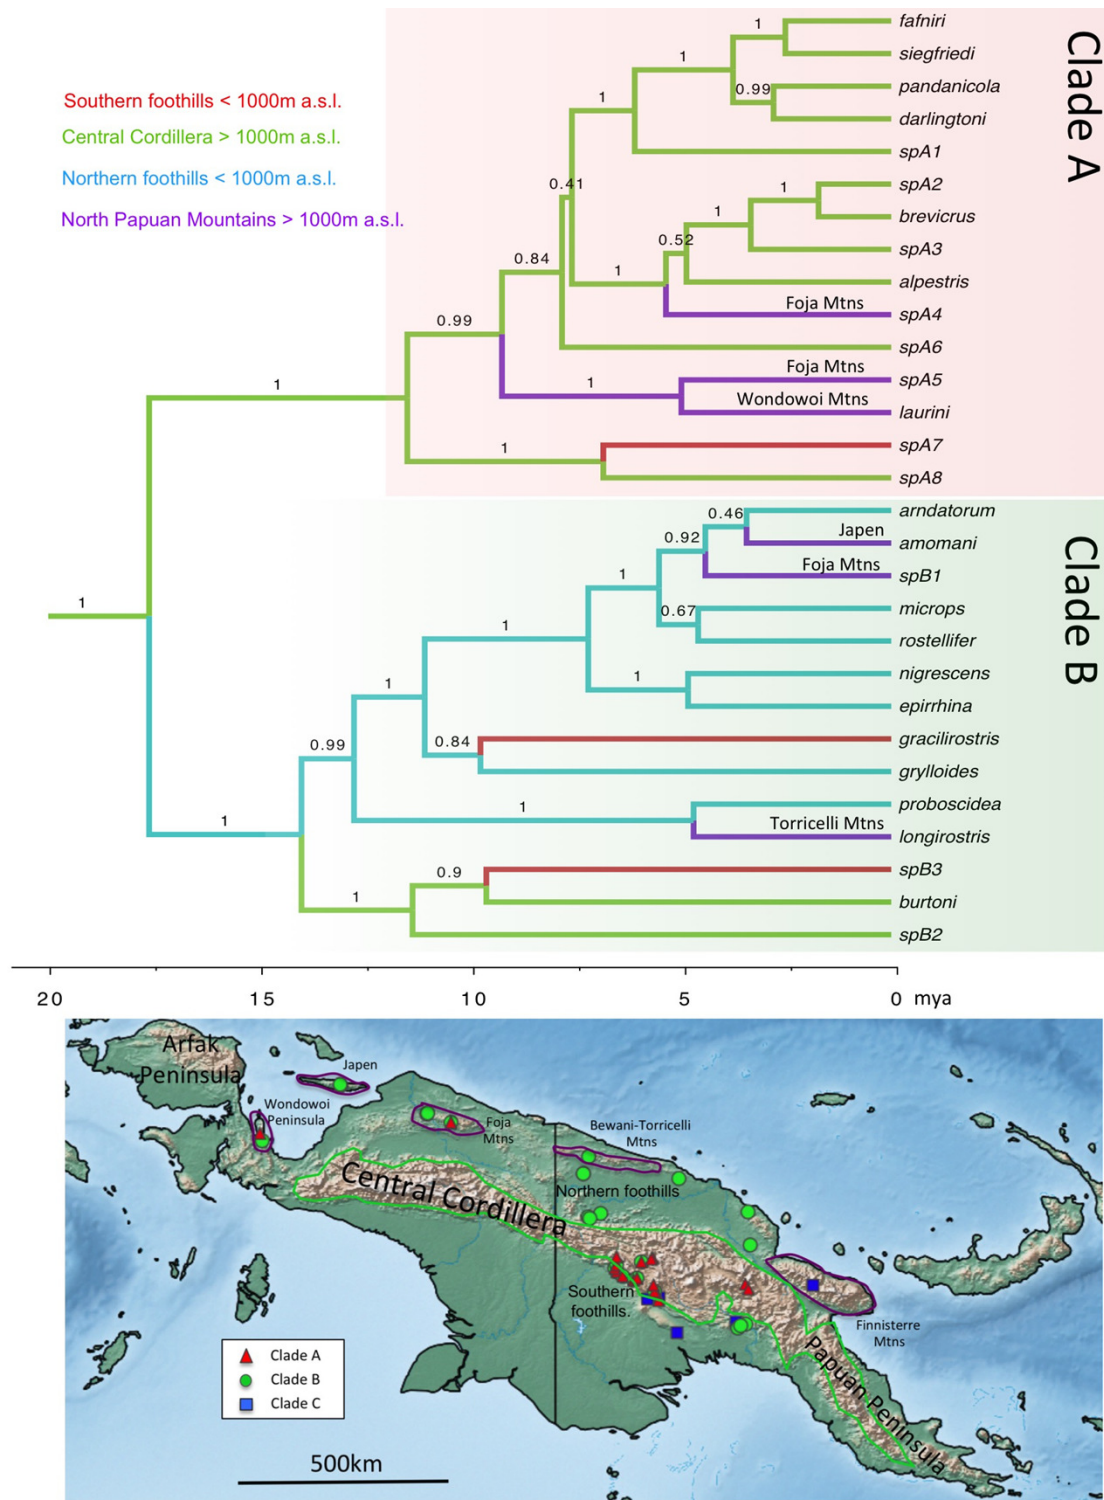 Southern foothills < 1000m a.s.l.
Central Cordillera > 1000m a.s.l.
Northern foothills < 1000m a.s.l.
North Papuan Mountains > 1000m a.s.l.
Clade A
1
fafniri
siegfriedi
1
0.99
pandanicola
darlingtoni
1
spA1
0.41
1
spA2
brevicrus
1
spA3
0.52
alpestris
0.84
1
Foja Mtns
spA4
0.99
spA6
Foja Mtns
spA5
1
Wondowoi Mtns
laurini
1
spA7
1
spA8
Clade B
0.46
arndatorum
Japen
amomani
0.92
Foja Mtns
spB1
1
microps
0.67
rostellifer
1
1
nigrescens
epirrhina
1
1
gracilirostris
0.84
grylloides
0.99
proboscidea
1
Torricelli Mtns
longirostris
1
spB3
0.9
burtoni
1
spB2
20 15 10 5 0 mya
Arfak
Peninsula
Japen
Wondowoi
Peninsula
Foja
Mtns
Bewani-Torricelli
Mtns
Central Cordillera
Northern foothills
Southern
foothills.
Finnisterre
Mtns
Papuan Peninsula
Clade A
Clade B
Clade C
500km